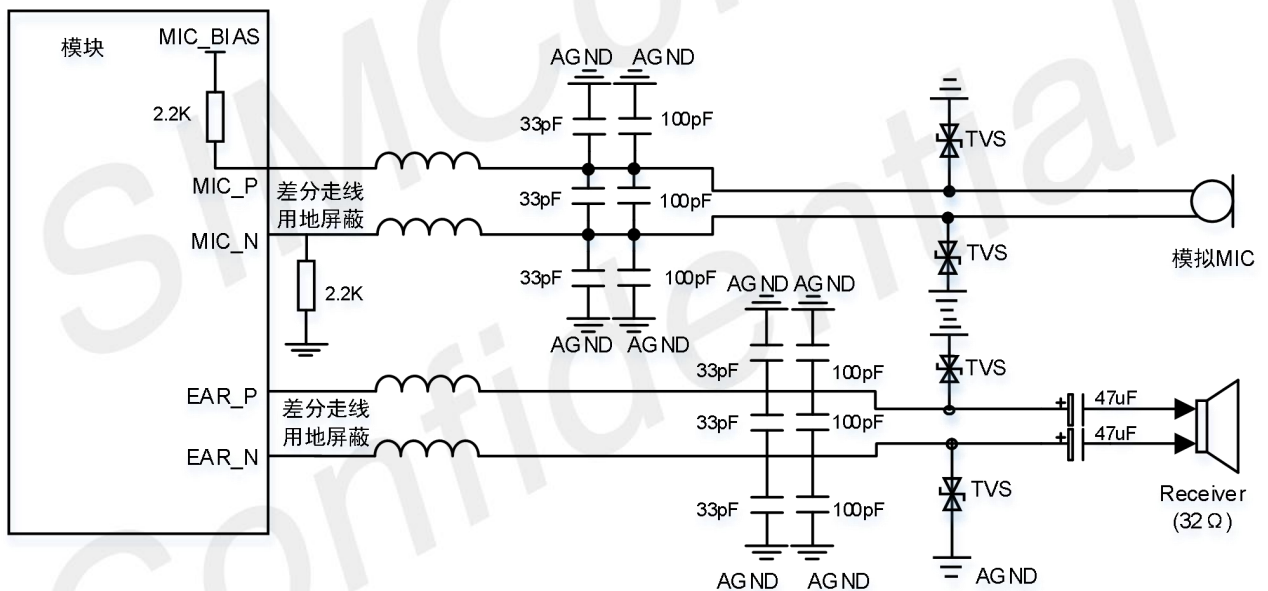 模块
MIC_BIAS
2.2K
MIC_P
差分走线
用地屏蔽
MIC_N
2.2K
AGND
AGND
33pF
100pF
33pF
100pF
33pF
100pF
AGND
AGND
TVS
TVS
模拟MIC
EAR_P
差分走线
用地屏蔽
EAR_N
AGND
AGND
33pF
100pF
33pF
100pF
33pF
100pF
AGND
AGND
TVS
47uF
47uF
TVS
AGND
Receiver
(32Ω)
Confidential